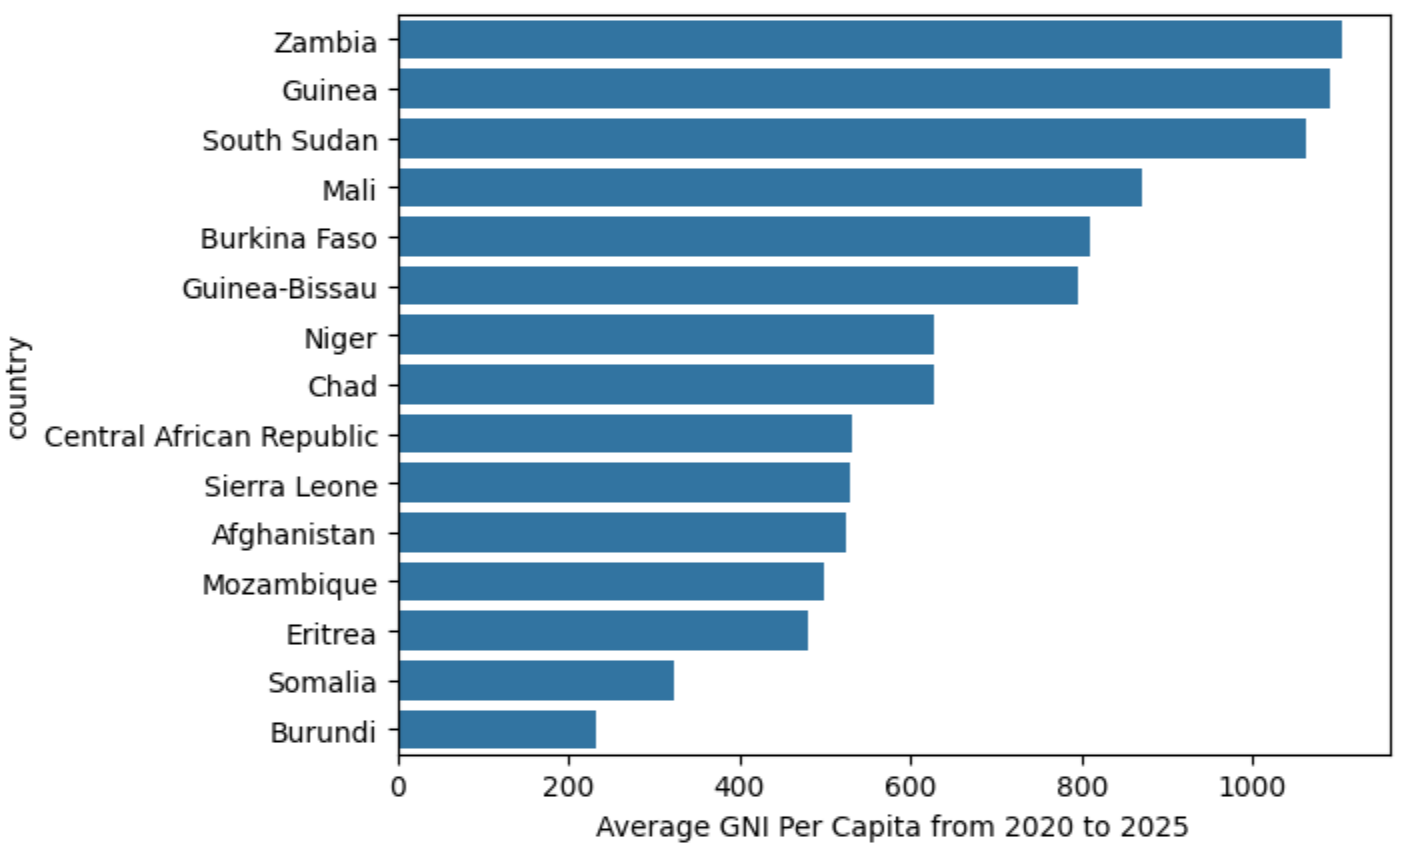 Zambia
Guinea
South Sudan
Mali
Burkina Faso
Guinea-Bissau
Niger
Chad
Central African Republic
Sierra Leone
Afghanistan
Mozambique
Eritrea
Somalia
Burundi
country
0 200 400 600 800 1000
Average GNI Per Capita from 2020 to 2025